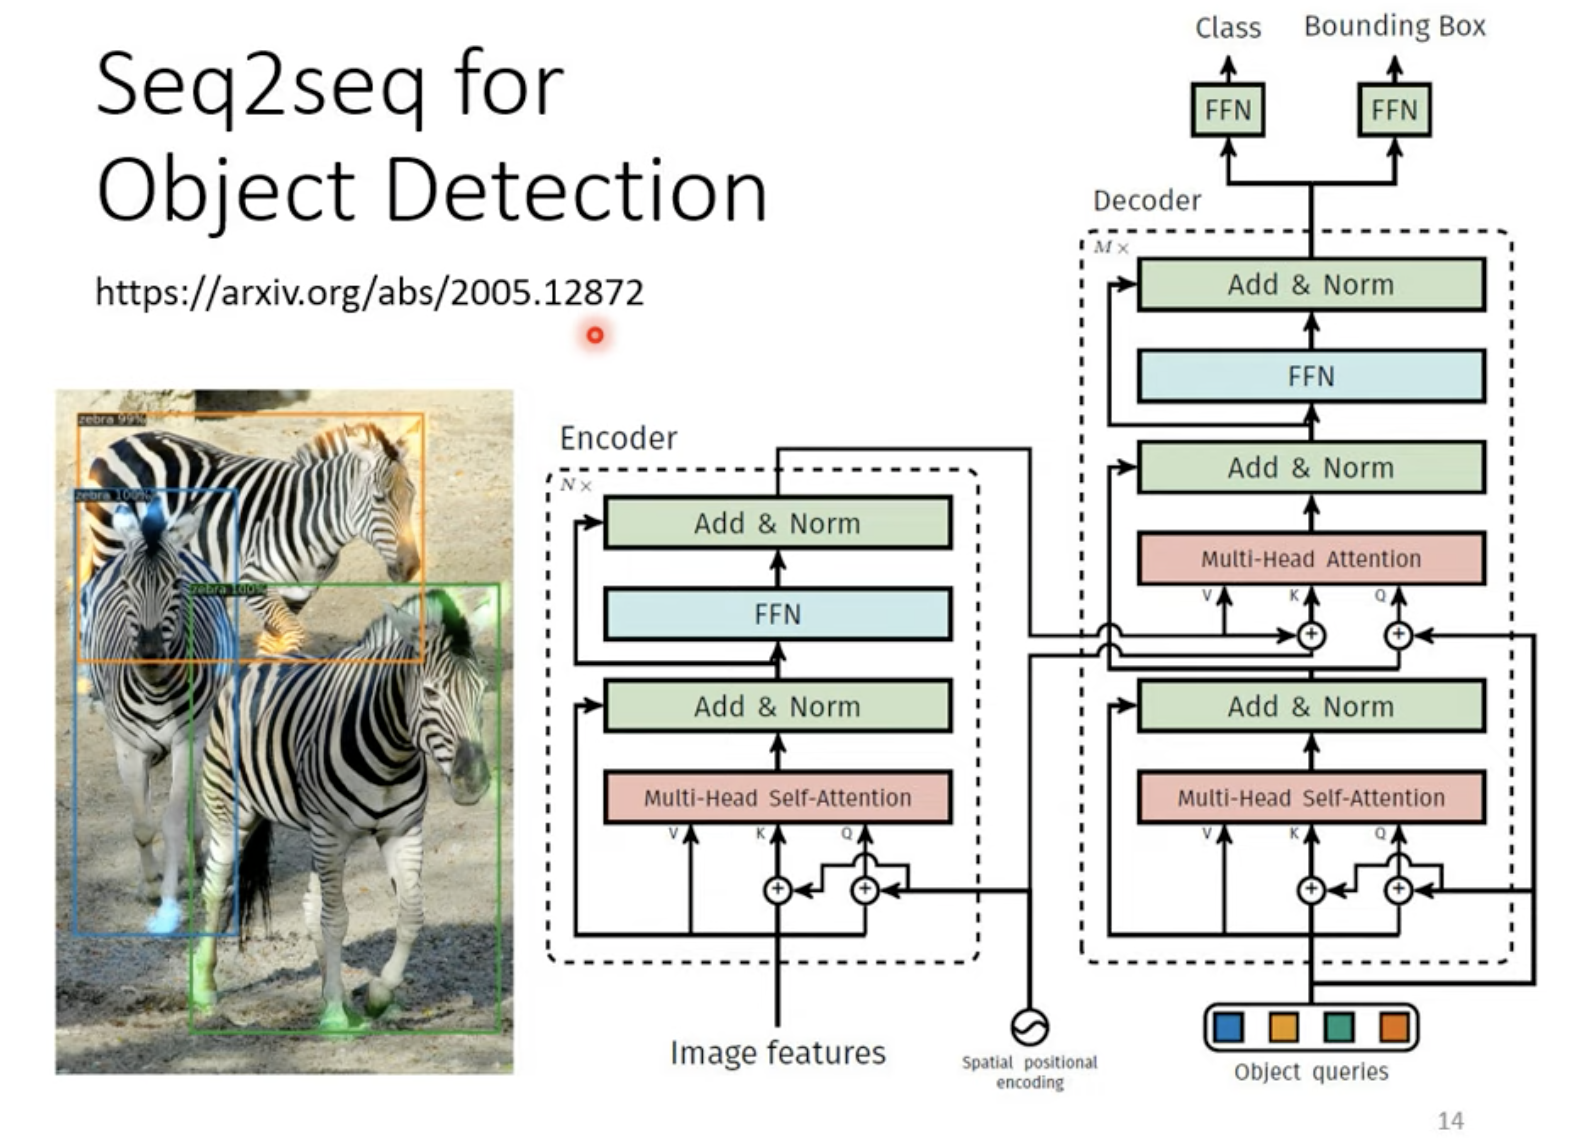 Seq2seq for
Object Detection
https://arxiv.org/abs/2005.12872
zebra 99%
zebra 100%
zebra 100%
Encoder
N×
Add & Norm
FFN
Add & Norm
Multi-Head Self-Attention
V K Q
Image features
Spatial positional
encoding
Class Bounding Box
FFN FFN
Decoder
M×
Add & Norm
FFN
Add & Norm
Multi-Head Attention
V K Q
+ +
Add & Norm
Multi-Head Self-Attention
V K Q
+ +
Object queries
14